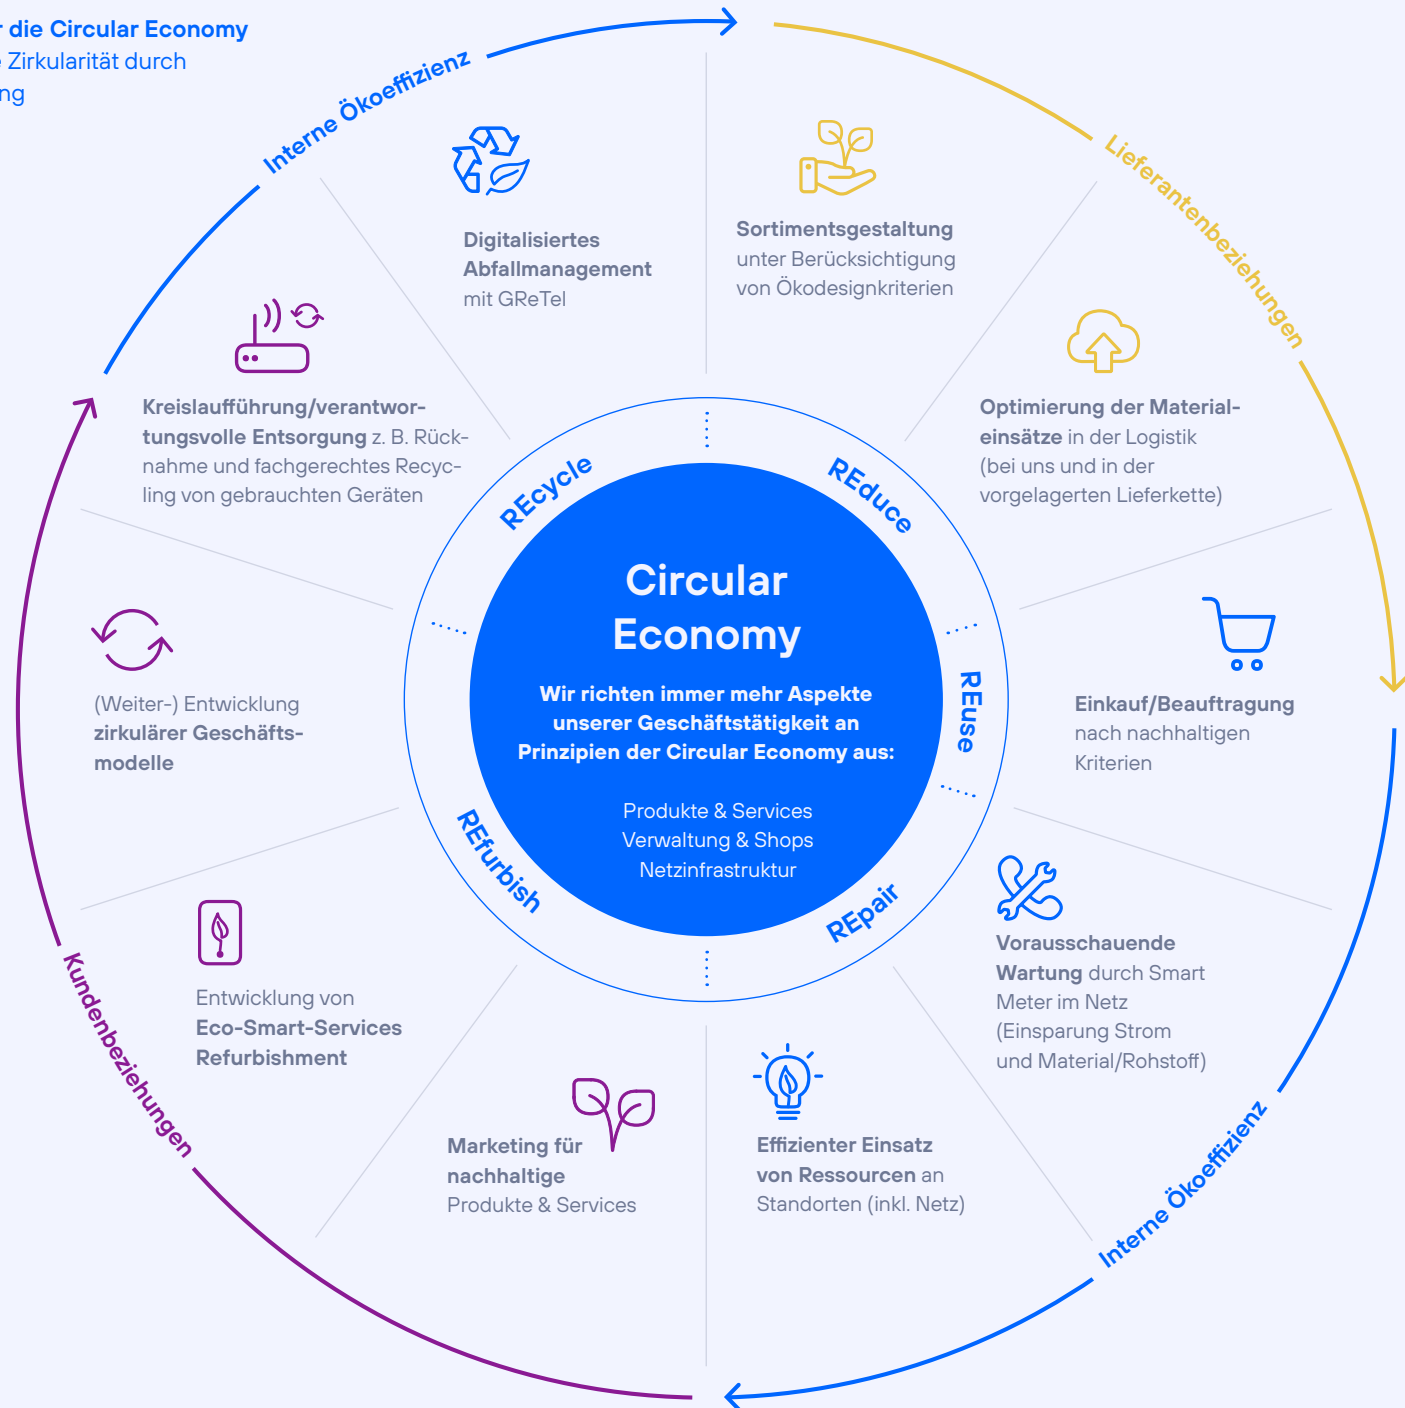 die Circular Economy
Zirkularität durch
Interne Ökoeffizienz
Lieferantenbeziehungen
Interne Ökoeffizienz
Kundenbeziehungen
Digitalisiertes
Abfallmanagement
mit GReTel
Sortimentsgestaltung
unter Berücksichtigung
von Ökodesignkriterien
Optimierung der Material-
einsätze in der Logistik
(bei uns und in der
vorgelagerten Lieferkette)
Einkauf/Beauftragung
nach nachhaltigen
Kriterien
Vorausschauende
Wartung durch Smart
Meter im Netz
(Einsparung Strom
und Material/Rohstoff)
Effizienter Einsatz
von Ressourcen an
Standorten (inkl. Netz)
Marketing für
nachhaltige
Produkte & Services
Entwicklung von
Eco-Smart-Services
Refurbishment
(Weiter-) Entwicklung
zirkulärer Geschäfts-
modelle
Kreislaufführung/verantwor-
tungsvolle Entsorgung z. B. Rück-
nahme und fachgerechtes Recyc-
ling von gebrauchten Geräten
REcycle
REduce
REuse
REpair
REfurbish
Circular
Economy
Wir richten immer mehr Aspekte
unserer Geschäftstätigkeit an
Prinzipien der Circular Economy aus:
Produkte & Services
Verwaltung & Shops
Netzinfrastruktur